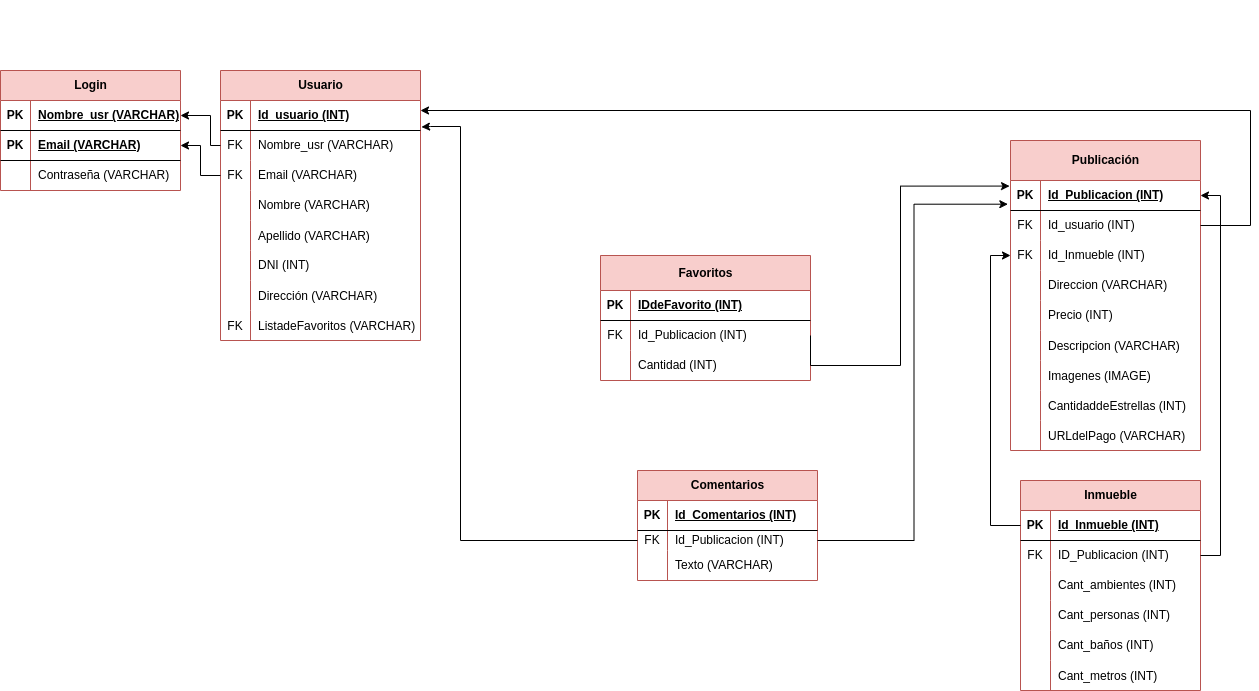 Login
PK Nombre_usr (VARCHAR)
PK Email (VARCHAR)
Contraseña (VARCHAR)
Usuario
PK Id_usuario (INT)
FK Nombre_usr (VARCHAR)
FK Email (VARCHAR)
Nombre (VARCHAR)
Apellido (VARCHAR)
DNI (INT)
Dirección (VARCHAR)
FK ListadeFavoritos (VARCHAR)
Favoritos
PK IDdeFavorito (INT)
FK Id_Publicacion (INT)
Cantidad (INT)
Comentarios
PK Id_Comentarios (INT)
FK Id_Publicacion (INT)
Texto (VARCHAR)
Publicación
PK Id_Publicacion (INT)
FK Id_usuario (INT)
FK Id_Inmueble (INT)
Direccion (VARCHAR)
Precio (INT)
Descripcion (VARCHAR)
Imagenes (IMAGE)
CantidaddeEstrellas (INT)
URLdelPago (VARCHAR)
Inmueble
PK Id_Inmueble (INT)
FK ID_Publicacion (INT)
Cant_ambientes (INT)
Cant_personas (INT)
Cant_baños (INT)
Cant_metros (INT)